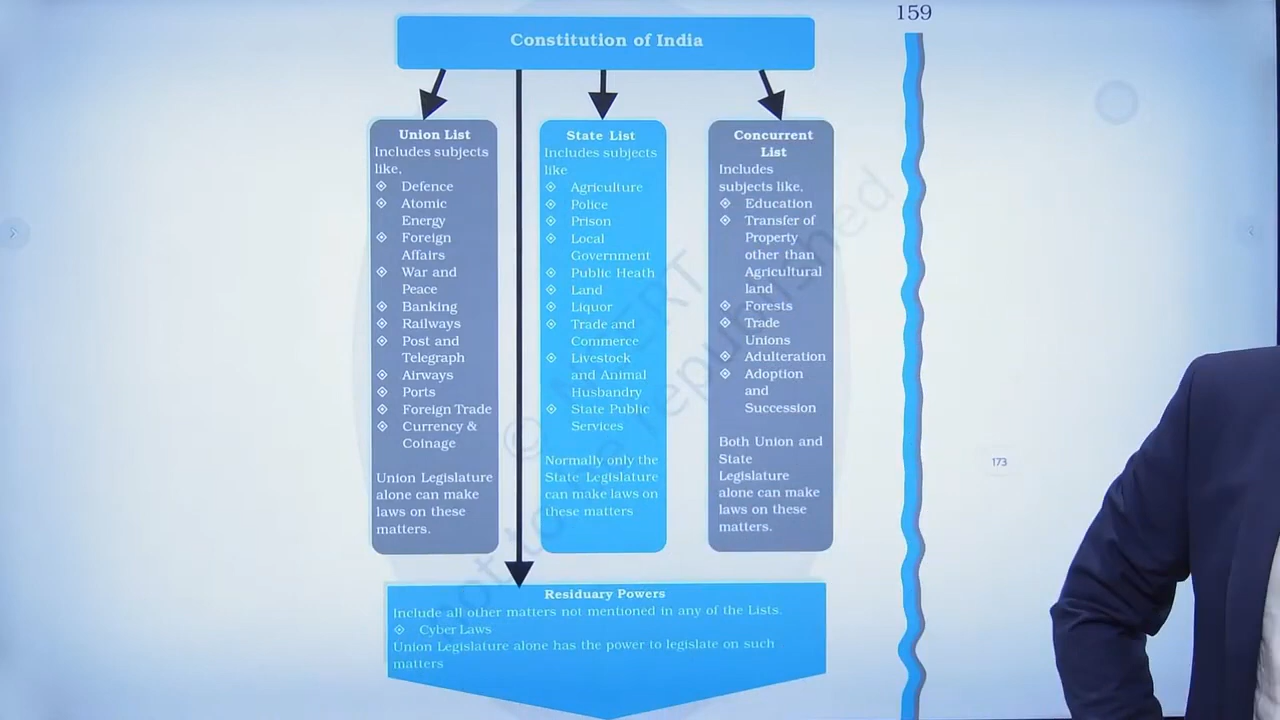 159
Constitution of India
Union List
Includes subjects
like,
Defence
Atomic
Energy
Foreign
Affairs
War and
Peace
Banking
Railways
Post and
Telegraph
Airways
Ports
Foreign Trade
Currency &
Coinage
Union Legislature
alone can make
laws on these
matters.
State List
Includes subjects
like
Agriculture
Police
Prison
Local
Government
Public Heath
Land
Liquor
Trade and
Commerce
Livestock
and Animal
Husbandry
State Public
Services
Normally only the
State Legislature
can make laws on
these matters
Concurrent
List
Includes
subjects like,
Education
Transfer of
Property
other than
Agricultural
land
Forests
Trade
Unions
Adulteration
Adoption
and
Succession
Both Union and
State
Legislature
alone can make
laws on these
matters.
Residuary Powers
Include all other matters not mentioned in any of the Lists.
Cyber Laws
Union Legislature alone has the power to legislate on such
matters
173
© NCERT
not to be republished